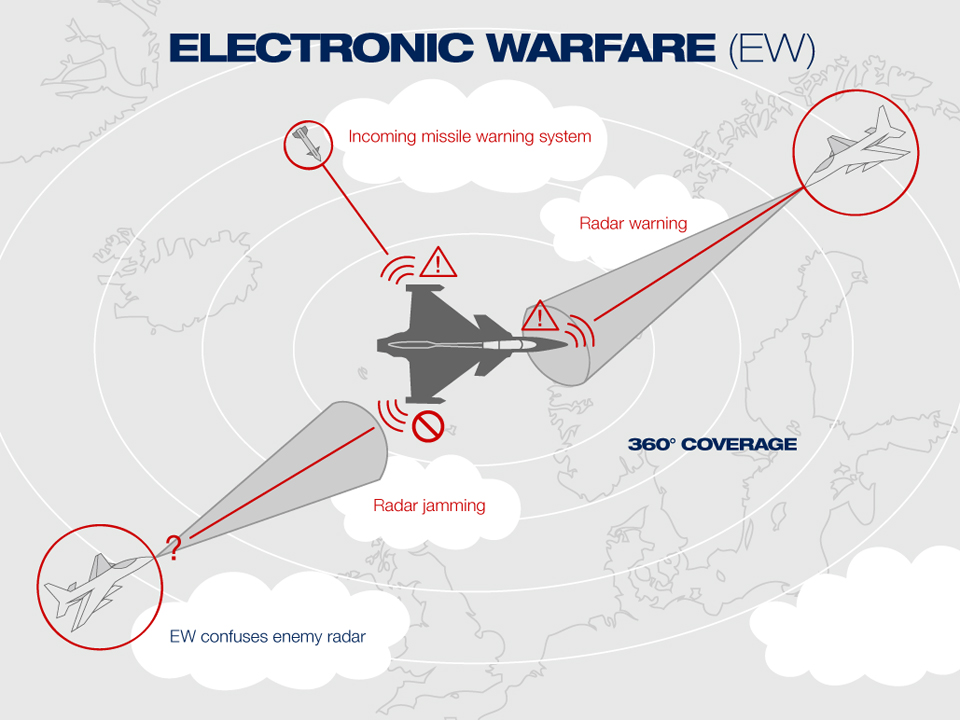 ELECTRONIC WARFARE (EW)
Incoming missile warning system
Radar warning
!
!
360° COVERAGE
Radar jamming
?
EW confuses enemy radar